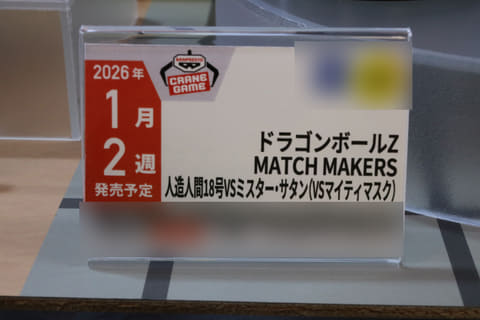 2026年
1月
2週
発売予定
BANPRESTO
CRANE
GAME
ドラゴンボールZ
MATCH MAKERS
人造人間18号VSミスター・サタン(VSマイティマスク)